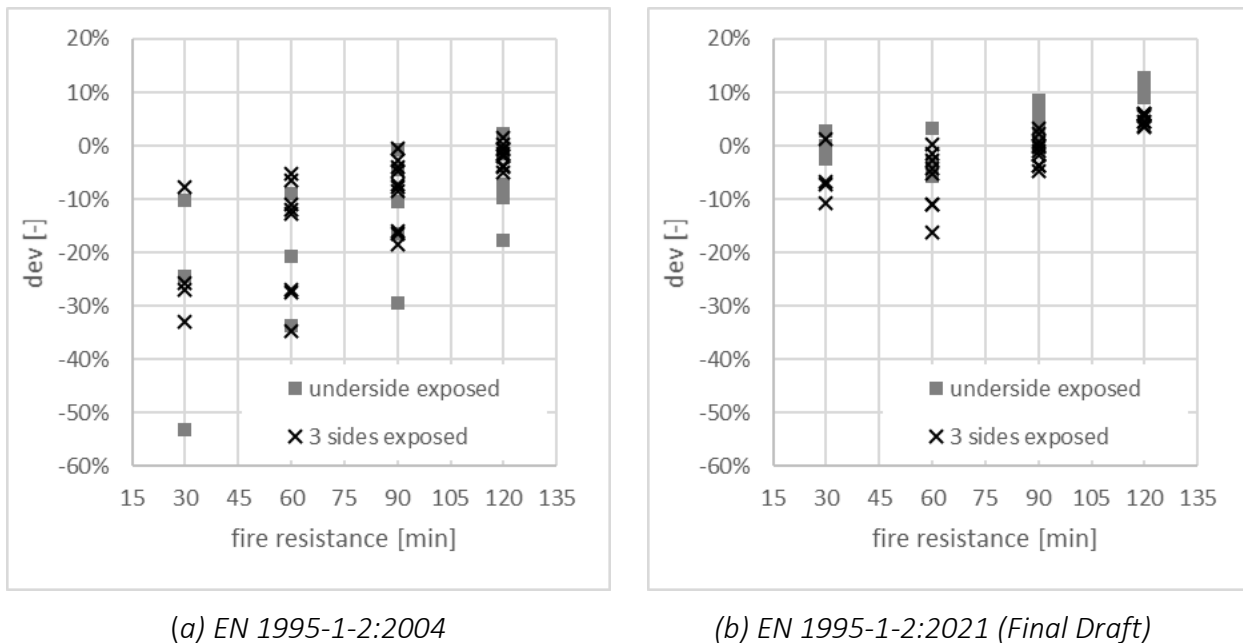 20%
10%
0%
-10%
-20%
-30%
-40%
-50%
-60%
dev [-]
underside exposed
3 sides exposed
15 30 45 60 75 90 105 120 135
fire resistance [min]
(a) EN 1995-1-2:2004
20%
10%
0%
-10%
-20%
-30%
-40%
-50%
-60%
dev [-]
underside exposed
3 sides exposed
15 30 45 60 75 90 105 120 135
fire resistance [min]
(b) EN 1995-1-2:2021 (Final Draft)